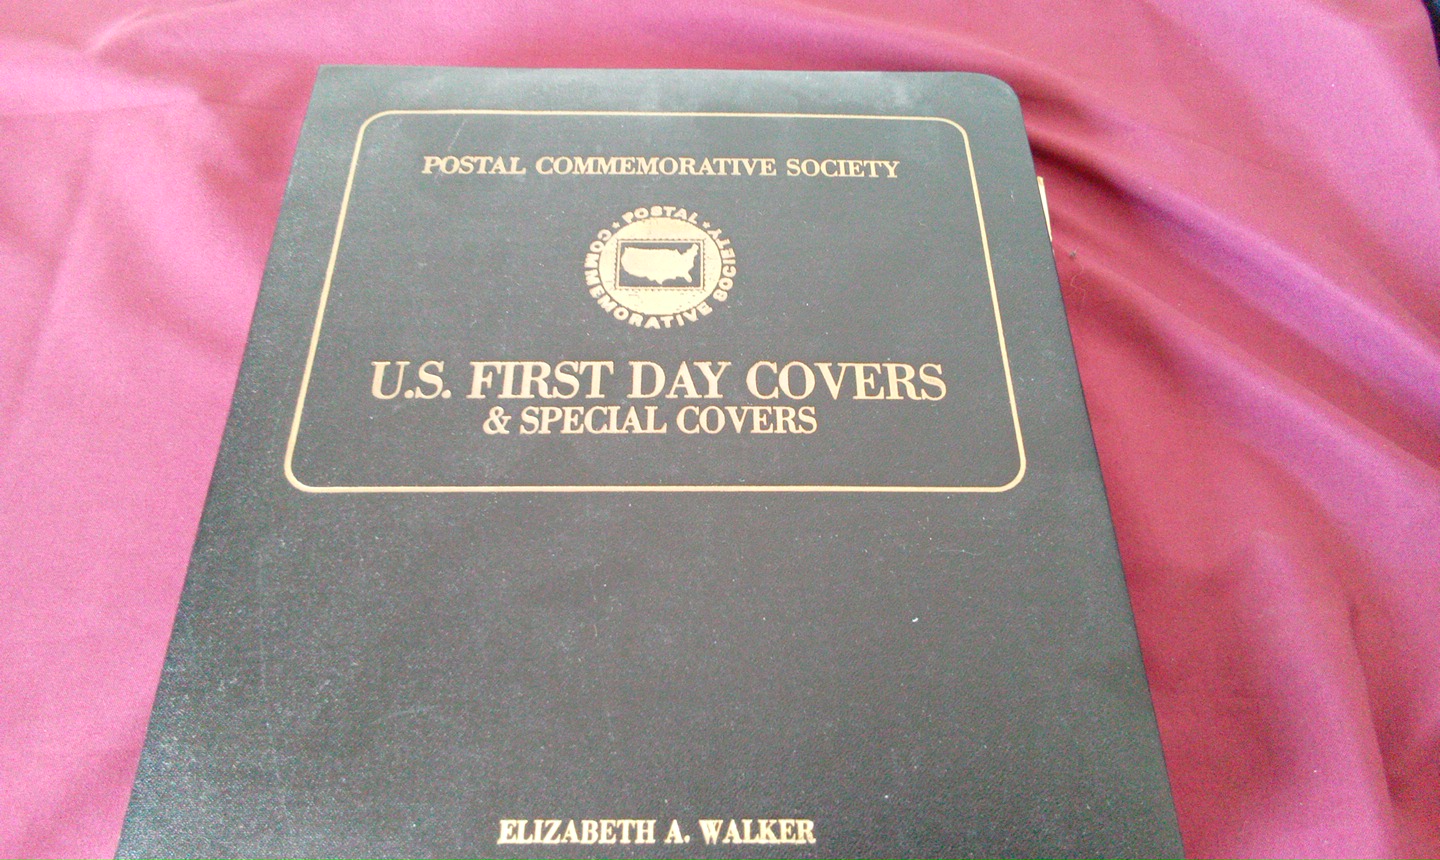 POSTAL COMMEMORATIVE SOCIETY
★ POSTAL ★
COMMEMORATIVE SOCIETY
U.S. FIRST DAY COVERS
& SPECIAL COVERS
ELIZABETH A. WALKER